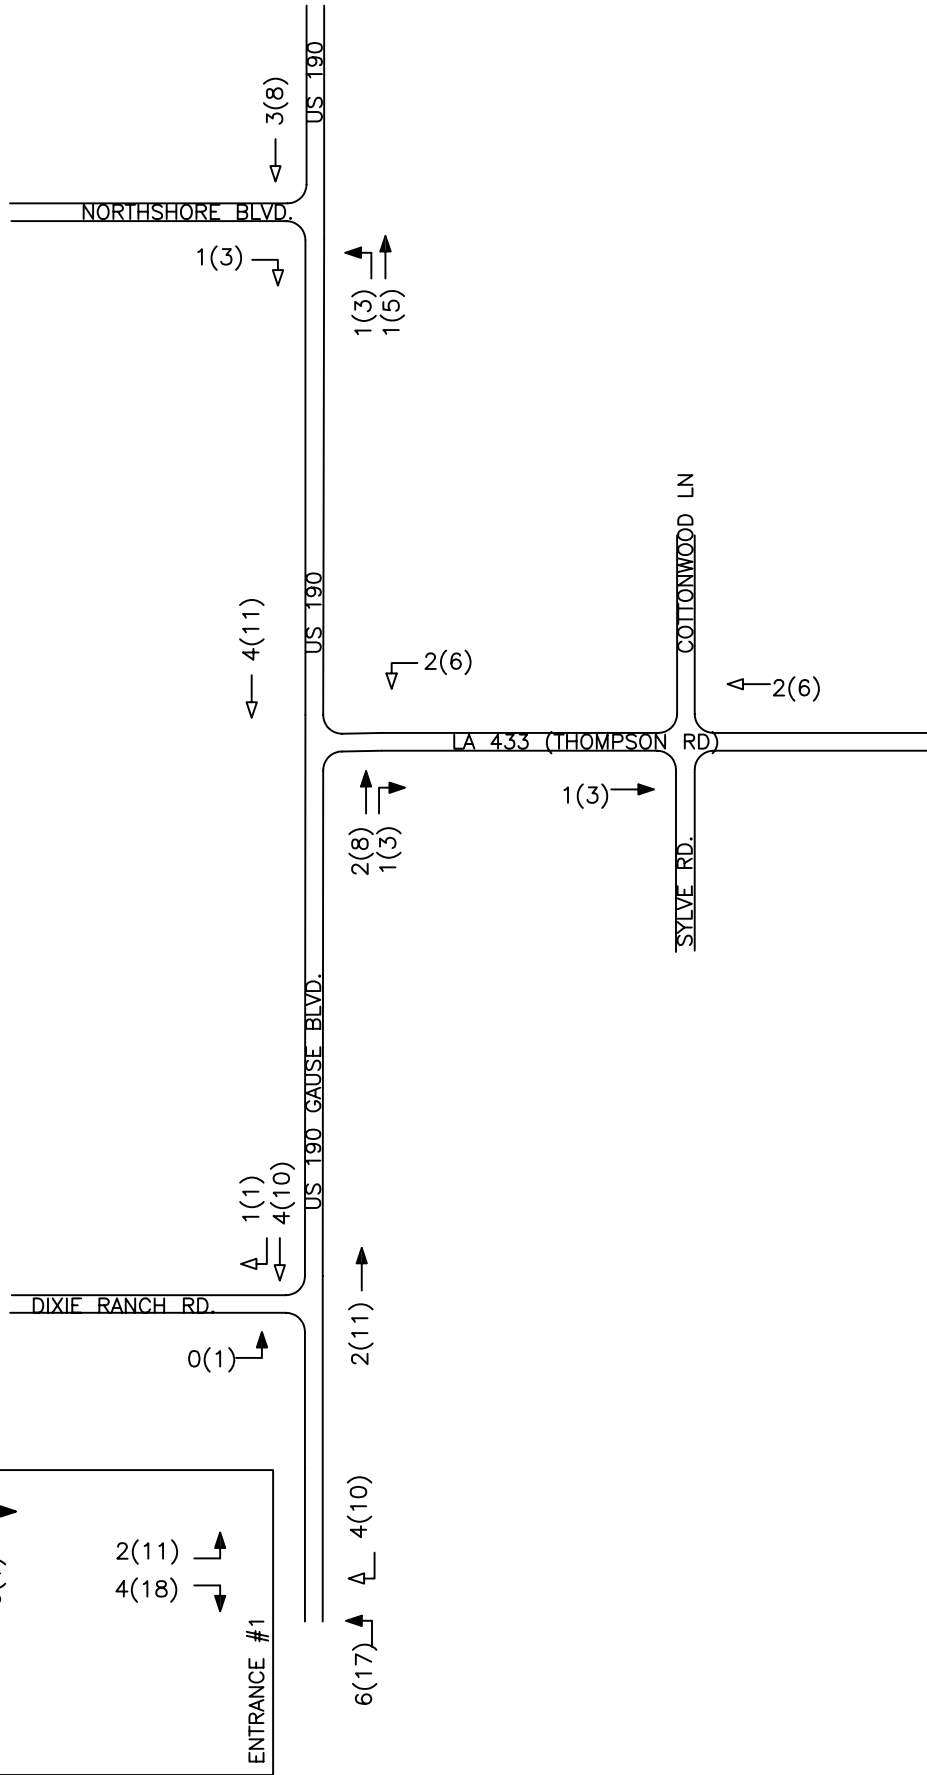 US 190
3(8)
NORTHSHORE BLVD.
1(3)
1(3)
1(5)
COTTONWOOD LN
US 190
4(11)
2(6)
2(6)
LA 433 (THOMPSON RD)
1(3)
2(8)
1(3)
SYLVE RD.
US 190 GAUSE BLVD.
1(1)
4(10)
DIXIE RANCH RD.
0(1)
2(11)
4(10)
2(11)
4(18)
6(17)
ENTRANCE #1